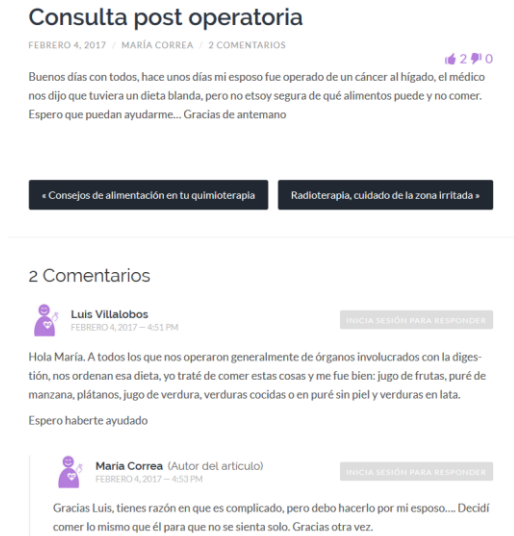 Consulta post operatoria
FEBRERO 4, 2017 / MARÍA CORREA / 2 COMENTARIOS
2 0
Buenos días con todos, hace unos días mi esposo fue operado de un cáncer al hígado, el médico
nos dijo que tuviera un dieta blanda, pero no etsoy segura de qué alimentos puede y no comer.
Espero que puedan ayudarme... Gracias de antemano
« Consejos de alimentación en tu quimioterapia
Radioterapia, cuidado de la zona irritada »
2 Comentarios
Luis Villalobos
FEBRERO 4, 2017 — 4:51 PM
INICIA SESIÓN PARA RESPONDER
Hola María. A todos los que nos operaron generalmente de órganos involucrados con la diges-
tión, nos ordenan esa dieta, yo traté de comer estas cosas y me fue bien: jugo de frutas, puré de
manzana, plátanos, jugo de verdura, verduras cocidas o en puré sin piel y verduras en lata.
Espero haberte ayudado
María Correa (Autor del articulo)
FEBRERO 4, 2017 — 4:53 PM
INICIA SESIÓN PARA RESPONDER
Gracias Luis, tienes razón en que es complicado, pero debo hacerlo por mi esposo.... Decidí
comer lo mismo que él para que no se sienta solo. Gracias otra vez.